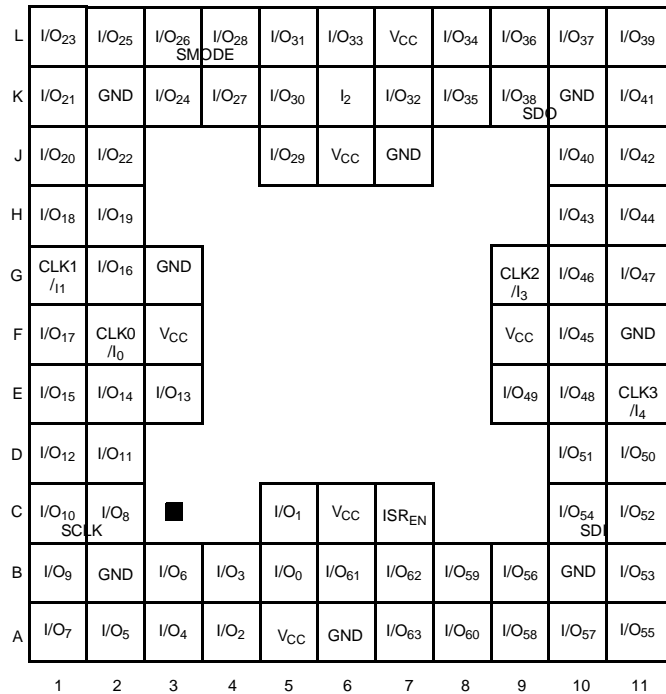 L I/O23 I/O25 I/O26 I/O28 I/O31 I/O33 VCC I/O34 I/O36 I/O37 I/O39
SMODE
K I/O21 GND I/O24 I/O27 I/O30 I2 I/O32 I/O35 I/O38 GND I/O41
SDO
J I/O20 I/O22 I/O29 VCC GND I/O40 I/O42
H I/O18 I/O19 I/O43 I/O44
G CLK1 /I1 I/O16 GND CLK2 /I3 I/O46 I/O47
F I/O17 CLK0 /I0 VCC VCC I/O45 GND
E I/O15 I/O14 I/O13 I/O49 I/O48 CLK3 /I4
D I/O12 I/O11 I/O51 I/O50
C I/O10 I/O8 I/O1 VCC ISREN I/O54 I/O52
SCLK SDI
B I/O9 GND I/O6 I/O3 I/O0 I/O61 I/O62 I/O59 I/O56 GND I/O53
A I/O7 I/O5 I/O4 I/O2 VCC GND I/O63 I/O60 I/O58 I/O57 I/O55
1 2 3 4 5 6 7 8 9 10 11